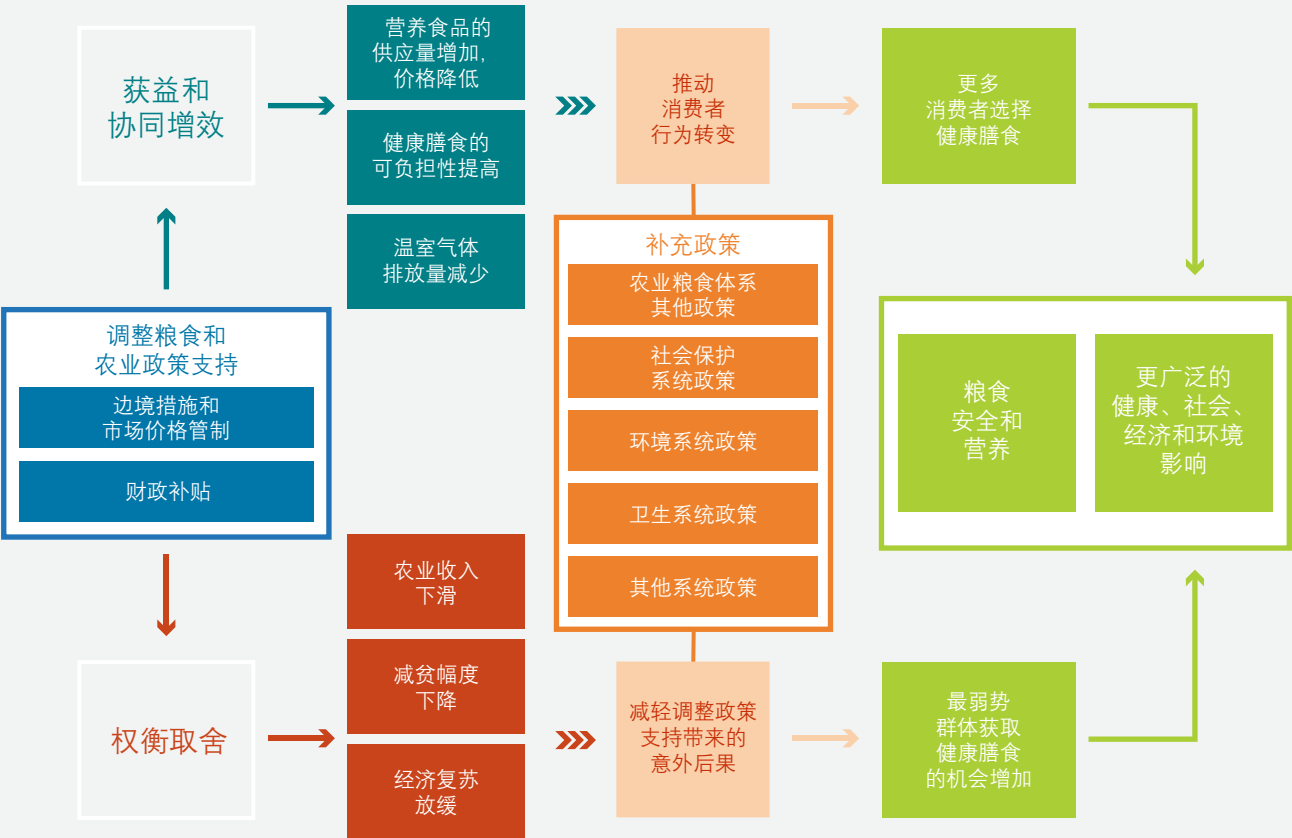 获益和
协同增效
营养食品的
供应量增加，
价格降低
健康膳食的
可负担性提高
温室气体
排放量减少
推动
消费者
行为转变
更多
消费者选择
健康膳食
调整粮食和
农业政策支持
边境措施和
市场价格管制
财政补贴
补充政策
农业粮食体系
其他政策
社会保护
系统政策
环境系统政策
卫生系统政策
其他系统政策
粮食
安全和
营养
更广泛的
健康、社会、
经济和环境
影响
权衡取舍
农业收入
下滑
减贫幅度
下降
经济复苏
放缓
减轻调整政策
支持带来的
意外后果
最弱势
群体获取
健康膳食
的机会增加